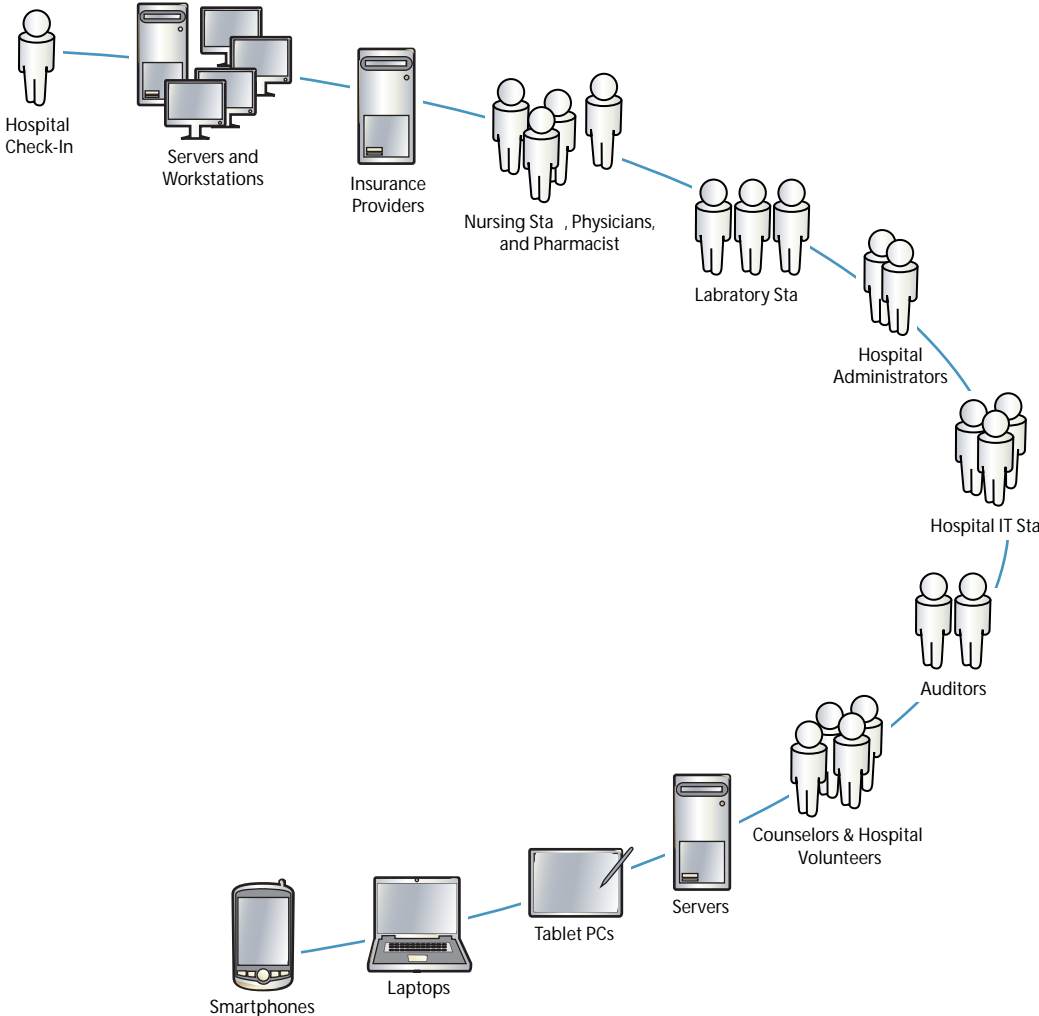 Hospital
Check-In
Servers and
Workstations
Insurance
Providers
Nursing Sta , Physicians,
and Pharmacist
Labratory Sta
Hospital
Administrators
Hospital IT Sta
Auditors
Counselors & Hospital
Volunteers
Servers
Tablet PCs
Laptops
Smartphones